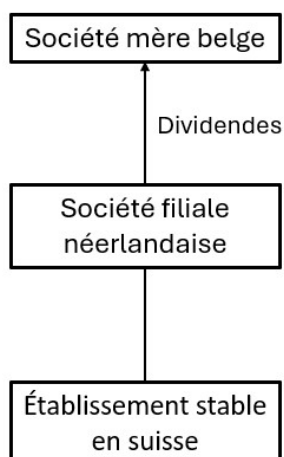 Société mère belge
Dividendes
Société filiale
néerlandaise
Établissement stable
en suisse